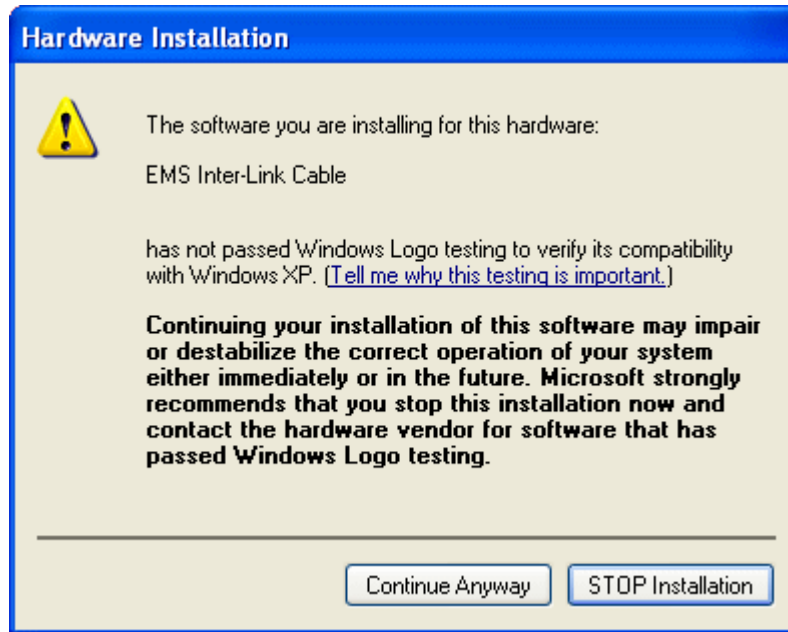 Hardware Installation
The software you are installing for this hardware:
EMS Inter-Link Cable
has not passed Windows Logo testing to verify its compatibility
with Windows XP. (Tell me why this testing is important.)
Continuing your installation of this software may impair
or destabilize the correct operation of your system
either immediately or in the future. Microsoft strongly
recommends that you stop this installation now and
contact the hardware vendor for software that has
passed Windows Logo testing.
Continue Anyway
STOP Installation